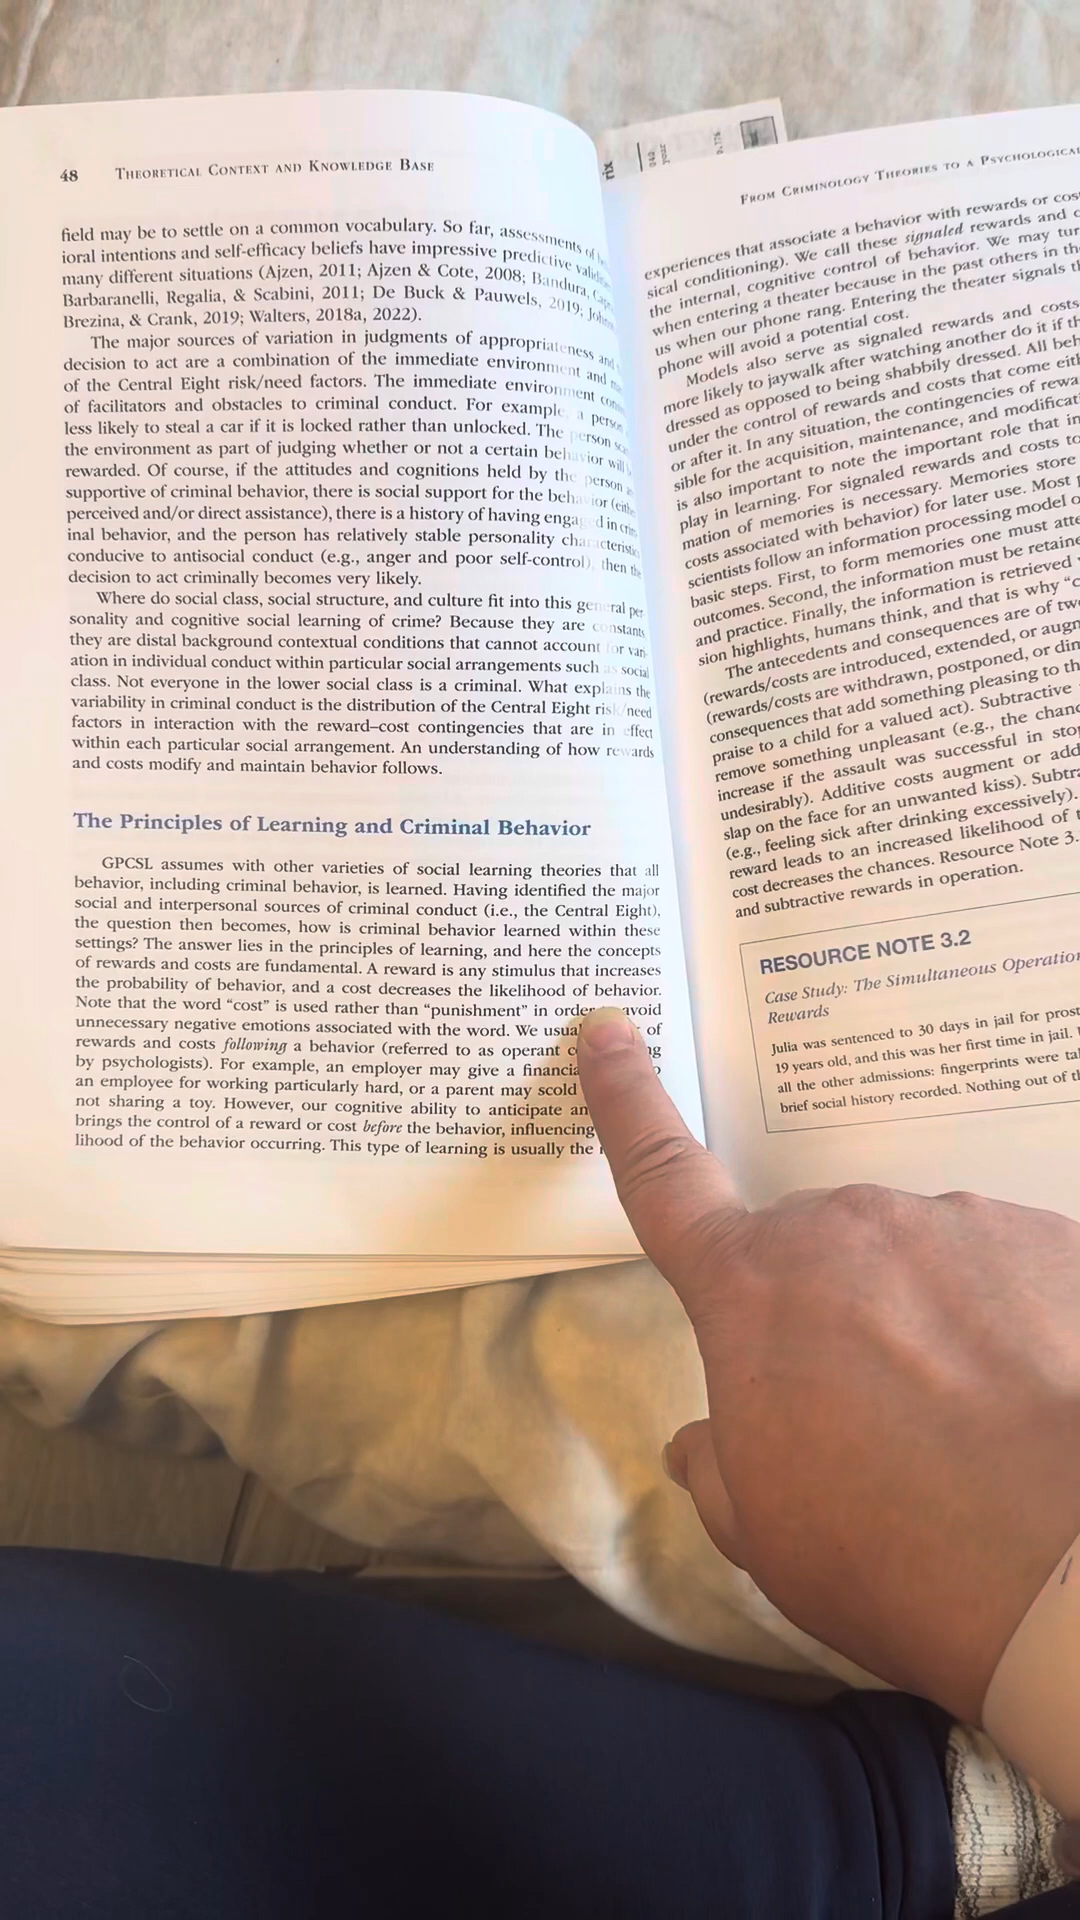 48 THEORETICAL CONTEXT AND KNOWLEDGE BASE
field may be to settle on a common vocabulary. So far, assessments of
ioral intentions and self-efficacy beliefs have impressive predictive
many different situations (Ajzen, 2011; Ajzen & Cote, 2008; Bandura,
Barbaranelli, Regalia, & Scabini, 2011; De Buck & Pauwels, 2019;
Brezina, & Crank, 2019; Walters, 2018a, 2022).
The major sources of variation in judgments of appropriateness and
decision to act are a combination of the immediate environment and
of the Central Eight risk/need factors. The immediate environment
of facilitators and obstacles to criminal conduct. For example, a person
less likely to steal a car if it is locked rather than unlocked. The person
the environment as part of judging whether or not a certain behavior will
rewarded. Of course, if the attitudes and cognitions held by the person
supportive of criminal behavior, there is social support for the behavior
perceived and/or direct assistance), there is a history of having engaged in crim
inal behavior, and the person has relatively stable personality characteristic
conducive to antisocial conduct (e.g., anger and poor self-control), then the
decision to act criminally becomes very likely.
Where do social class, social structure, and culture fit into this general per
sonality and cognitive social learning of crime? Because they are constants
they are distal background contextual conditions that cannot account for vari-
ation in individual conduct within particular social arrangements such as social
class. Not everyone in the lower social class is a criminal. What explains the
variability in criminal conduct is the distribution of the Central Eight risk/need
factors in interaction with the reward–cost contingencies that are in effect
within each particular social arrangement. An understanding of how rewards
and costs modify and maintain behavior follows.
The Principles of Learning and Criminal Behavior
GPCSL assumes with other varieties of social learning theories that all
behavior, including criminal behavior, is learned. Having identified the major
social and interpersonal sources of criminal conduct (i.e., the Central Eight),
the question then becomes, how is criminal behavior learned within these
settings? The answer lies in the principles of learning, and here the concepts
of rewards and costs are fundamental. A reward is any stimulus that increases
the probability of behavior, and a cost decreases the likelihood of behavior.
Note that the word “cost” is used rather than “punishment” in order avoid
unnecessary negative emotions associated with the word. We of
rewards and costs following a behavior (referred to as operant
by psychologists). For example, an employer may give a
an employee for working particularly hard, or a parent may scold
not sharing a toy. However, our cognitive ability to anticipate
brings the control of a reward or cost before the behavior, influencing
lihood of the behavior occurring. This type of learning is usually the
FROM CRIMINOLOGY THEORIES TO A PSYCHOLOGICAL
experiences that associate a behavior with rewards or
sical conditioning). We call these signaled rewards and
the internal, cognitive control of behavior. We may
when entering a theater because in the past others in
us when our phone rang. Entering the theater signals
phone will avoid a potential cost.
Models also serve as signaled rewards and costs
more likely to jaywalk after watching another do it if
dressed as opposed to being shabbily dressed. All
under the control of rewards and costs that come
or after it. In any situation, the contingencies of
sible for the acquisition, maintenance, and
is also important to note the important role that
play in learning. For signaled rewards and costs to
mation of memories is necessary. Memories store
costs associated with behavior) for later use. Most
scientists follow an information processing model
basic steps. First, to form memories one must
outcomes. Second, the information must be
and practice. Finally, the information is retrieved
sion highlights, humans think, and that is why
The antecedents and consequences are of
(rewards/costs are introduced, extended, or
(rewards/costs are withdrawn, postponed, or
consequences that add something pleasing to
praise to a child for a valued act). Subtractive
remove something unpleasant (e.g., the
increase if the assault was successful in
undesirably). Additive costs augment or add
slap on the face for an unwanted kiss).
(e.g., feeling sick after drinking excessively).
reward leads to an increased likelihood of
cost decreases the chances. Resource Note 3.
and subtractive rewards in operation.
RESOURCE NOTE 3.2
Case Study: The Simultaneous
Rewards
Julia was sentenced to 30 days in jail for
19 years old, and this was her first time in jail.
all the other admissions: fingerprints were
brief social history recorded. Nothing out of